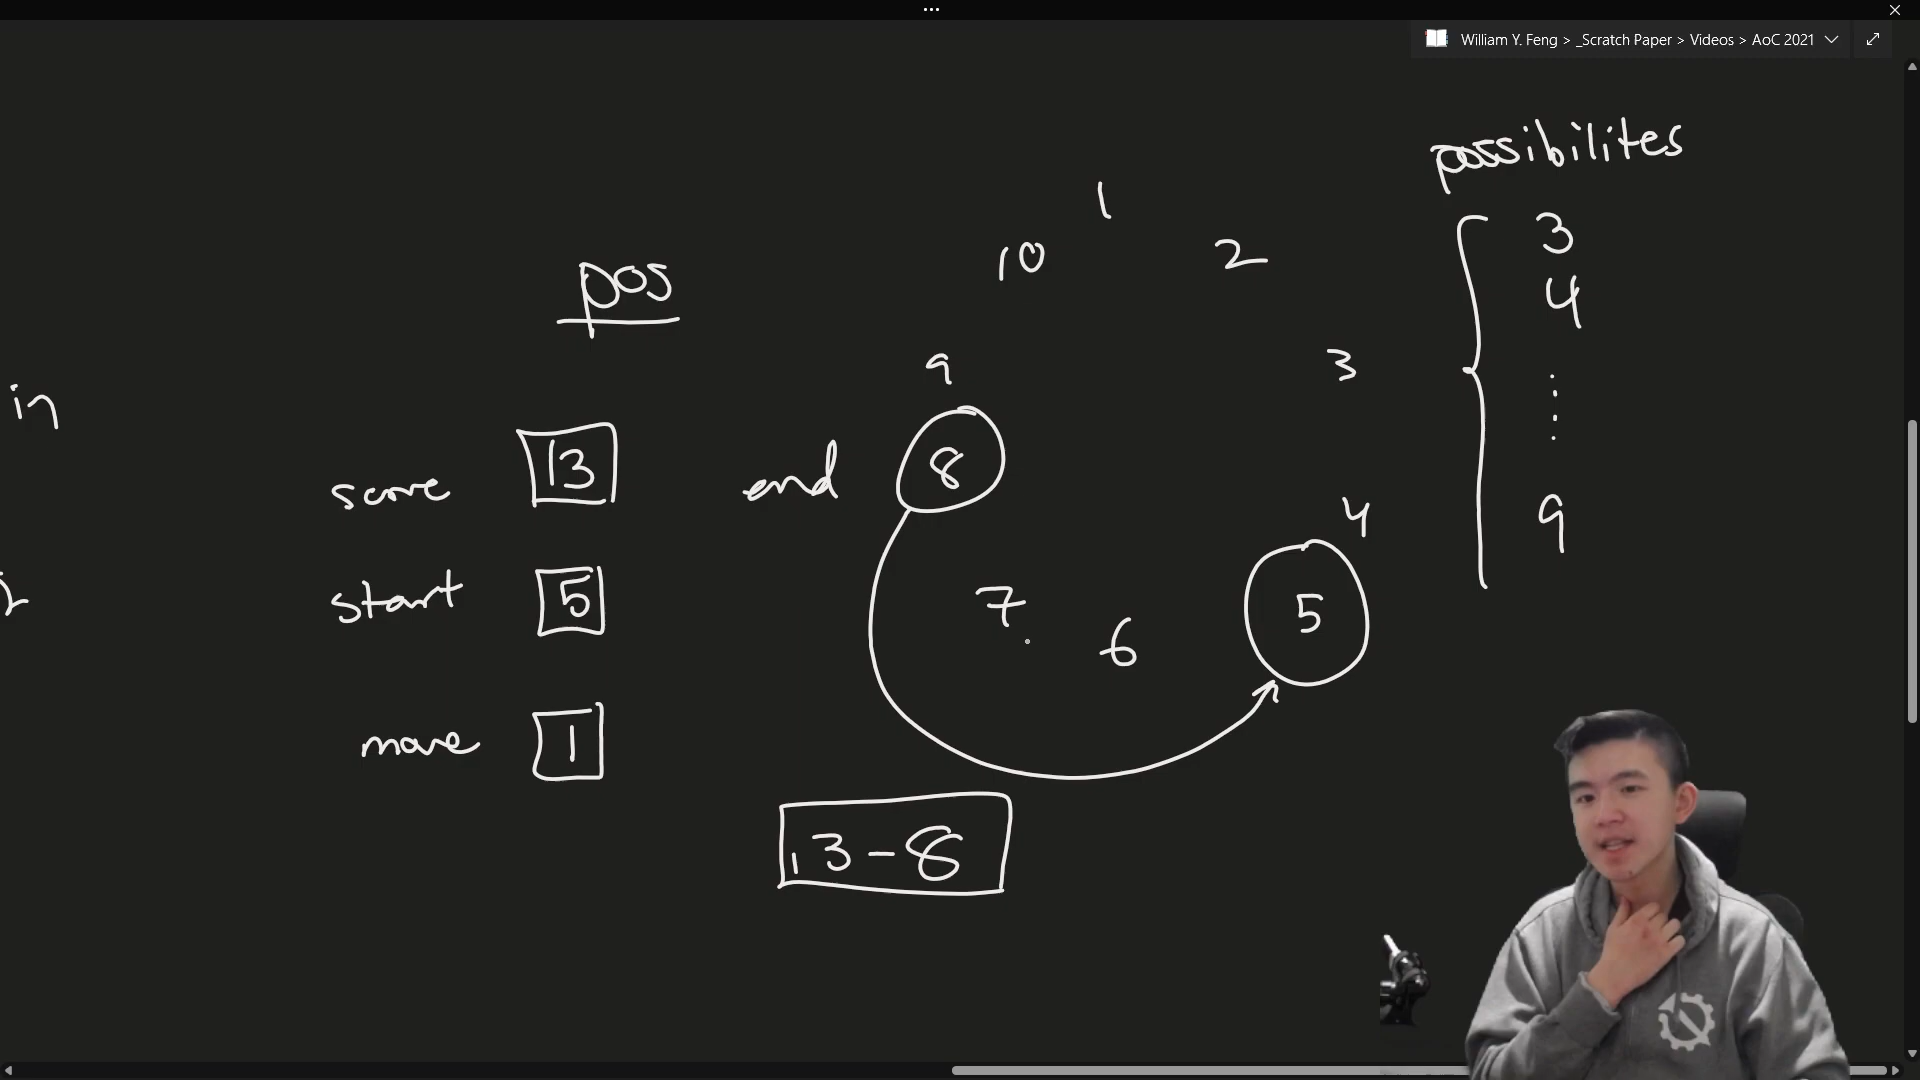 ...
William Y. Feng > _Scratch Paper > Videos > AoC 2021
possibilites
1
10
2
3
4
pos
9
3
in
13
8
score
end
4
9
start
5
7
6
5
move
1
13-8